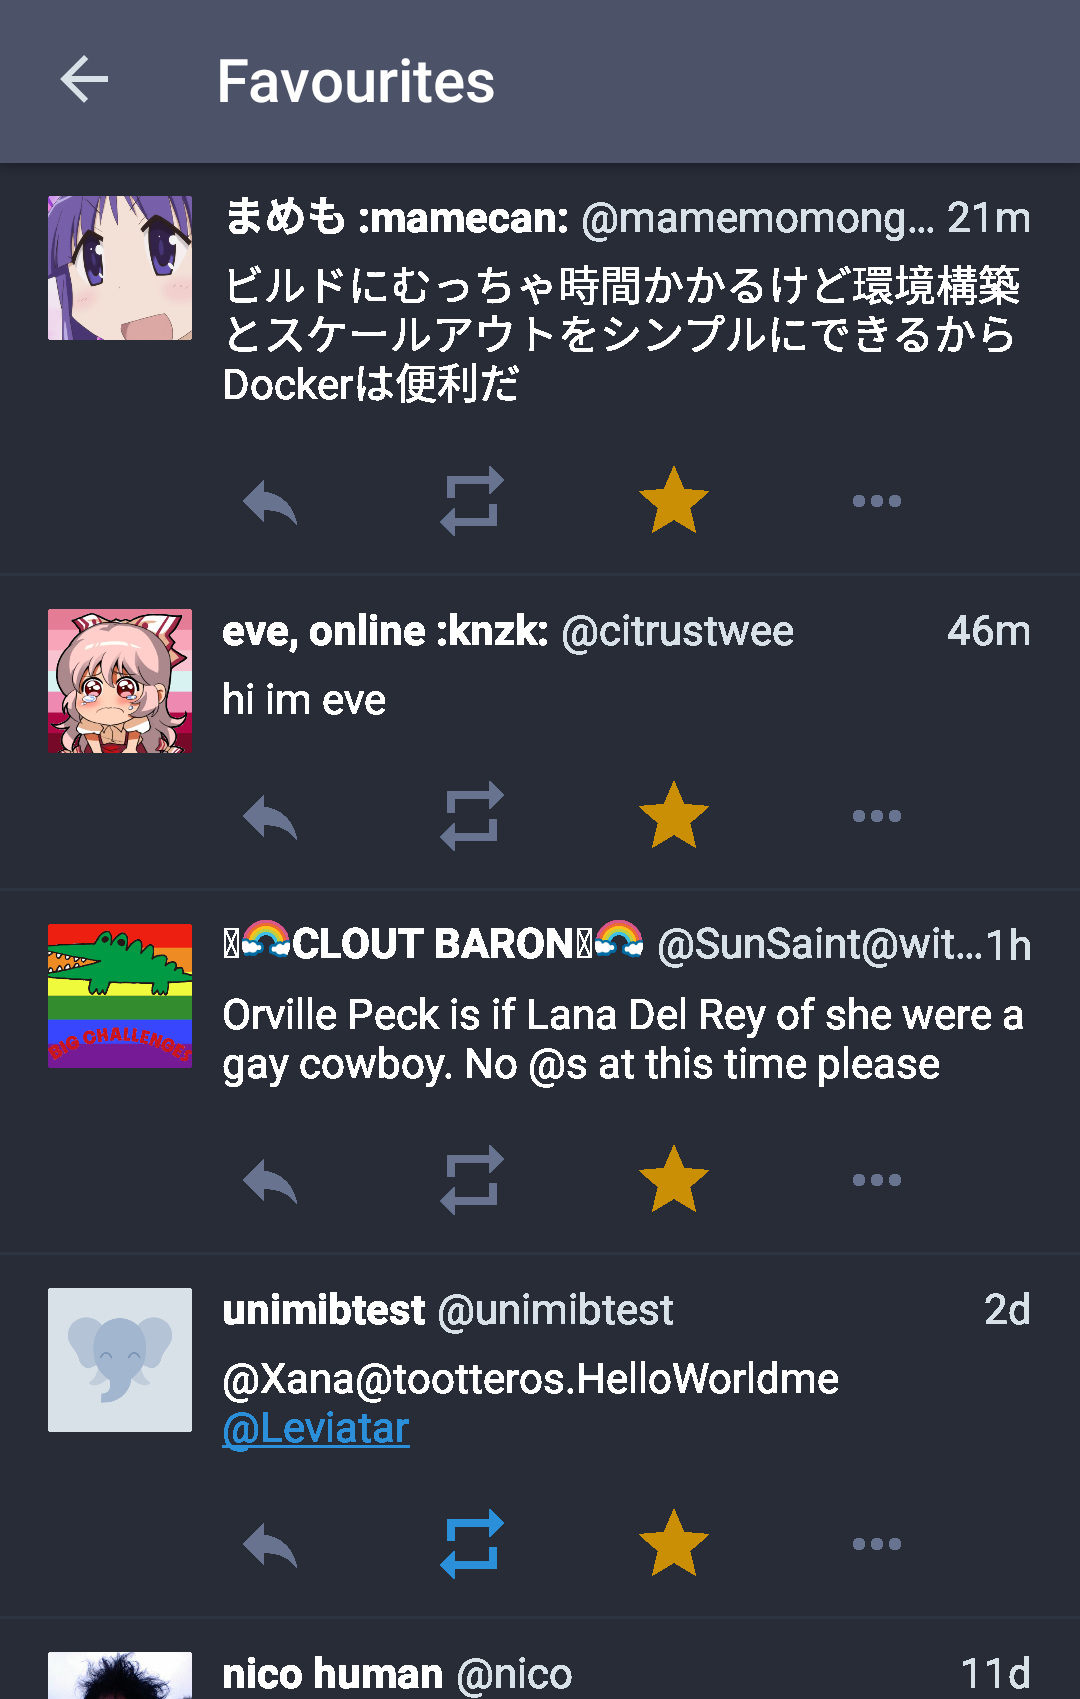 Favourites
まめも :mamecan: @mamemomong... 21m
ビルドにむっちゃ時間かかるけど環境構築
とスケールアウトをシンプルにできるから
Dockerは便利だ
eve, online :knzk: @citrustwee 46m
hi im eve
🌈CLOUT BARON🌈 @SunSaint@wit... 1h
BIG CHALLENGES
Orville Peck is if Lana Del Rey of she were a
gay cowboy. No @s at this time please
unimibtest @unimibtest 2d
@Xana@tootteros.HelloWorldme
@Leviatar
nico human @nico 11d